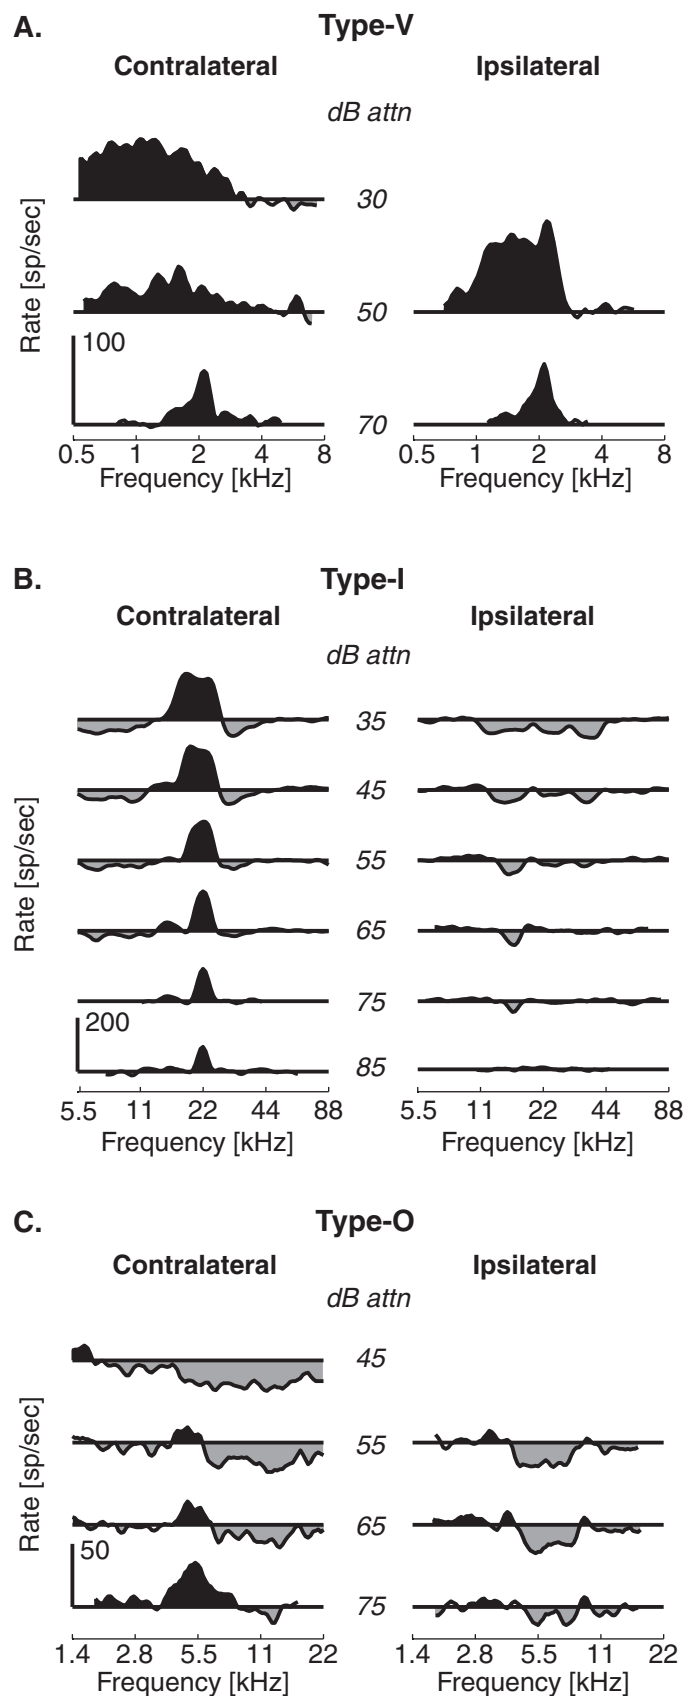 A. Type-V
Contralateral Ipsilateral
dB attn
30
50
100
70
Rate [sp/sec]
0.5 1 2 4 8 0.5 1 2 4 8
Frequency [kHz] Frequency [kHz]
B. Type-I
Contralateral Ipsilateral
dB attn
35
45
55
65
75
200
85
Rate [sp/sec]
5.5 11 22 44 88 5.5 11 22 44 88
Frequency [kHz] Frequency [kHz]
C. Type-O
Contralateral Ipsilateral
dB attn
45
55
65
50
75
Rate [sp/sec]
1.4 2.8 5.5 11 22 1.4 2.8 5.5 11 22
Frequency [kHz] Frequency [kHz]